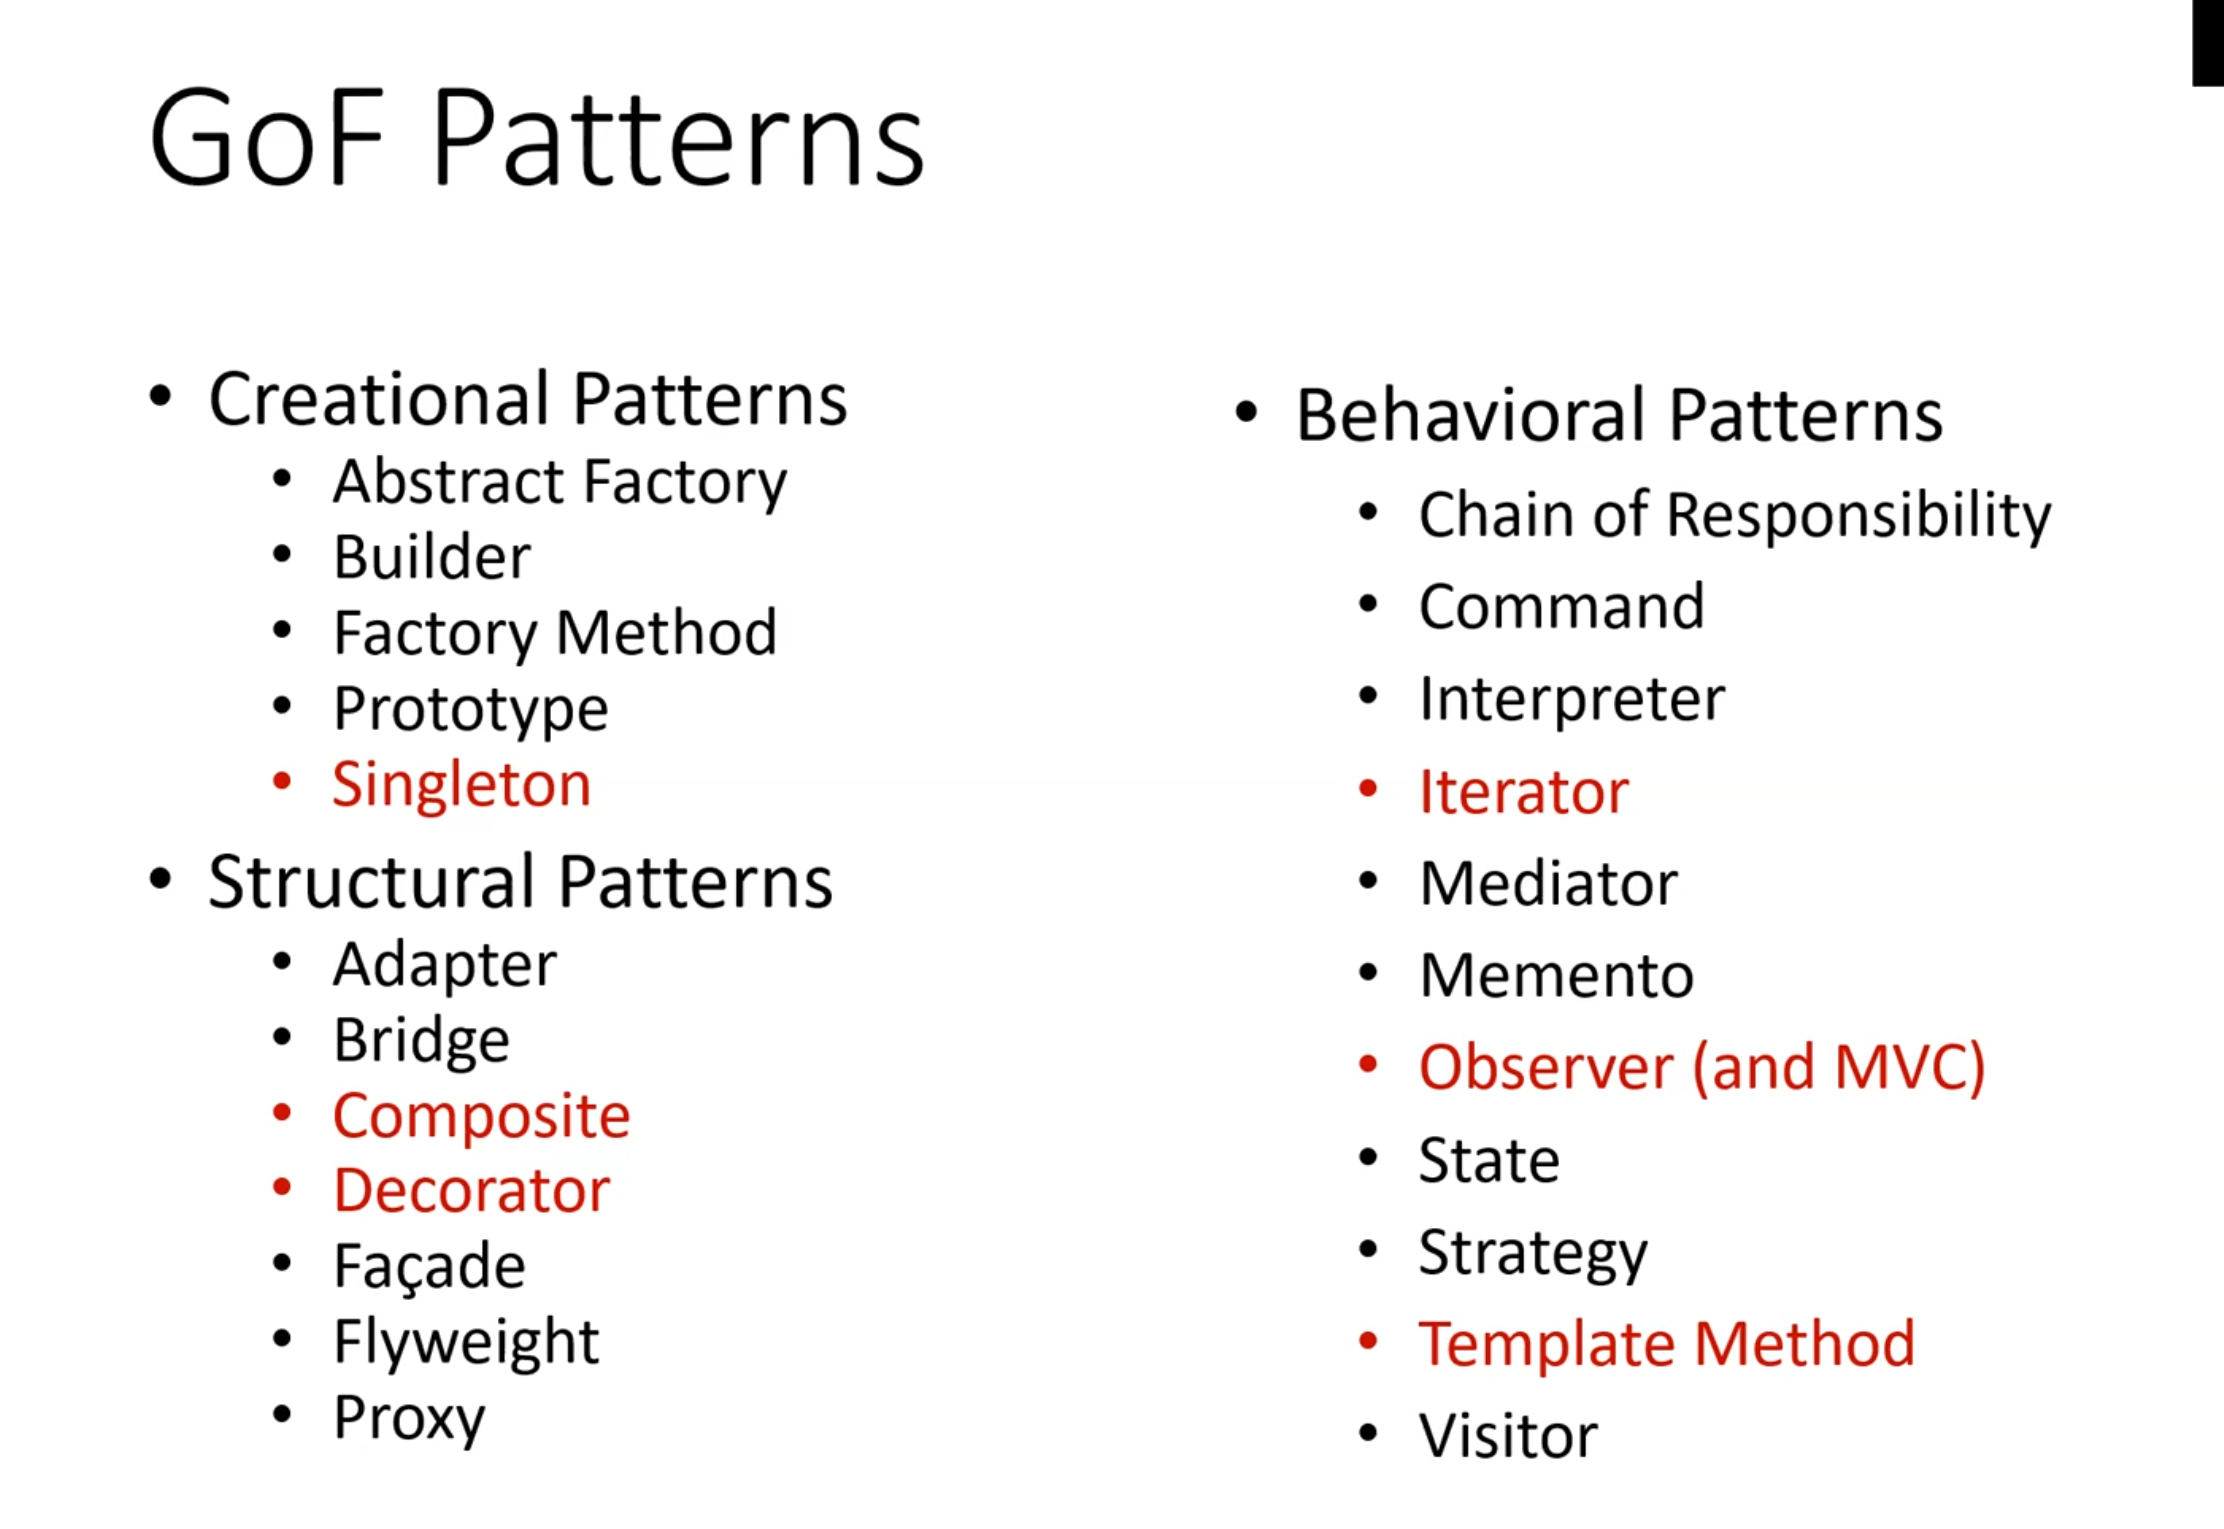 GoF Patterns
• Creational Patterns
• Abstract Factory
• Builder
• Factory Method
• Prototype
• Singleton
• Structural Patterns
• Adapter
• Bridge
• Composite
• Decorator
• Façade
• Flyweight
• Proxy
• Behavioral Patterns
• Chain of Responsibility
• Command
• Interpreter
• Iterator
• Mediator
• Memento
• Observer (and MVC)
• State
• Strategy
• Template Method
• Visitor